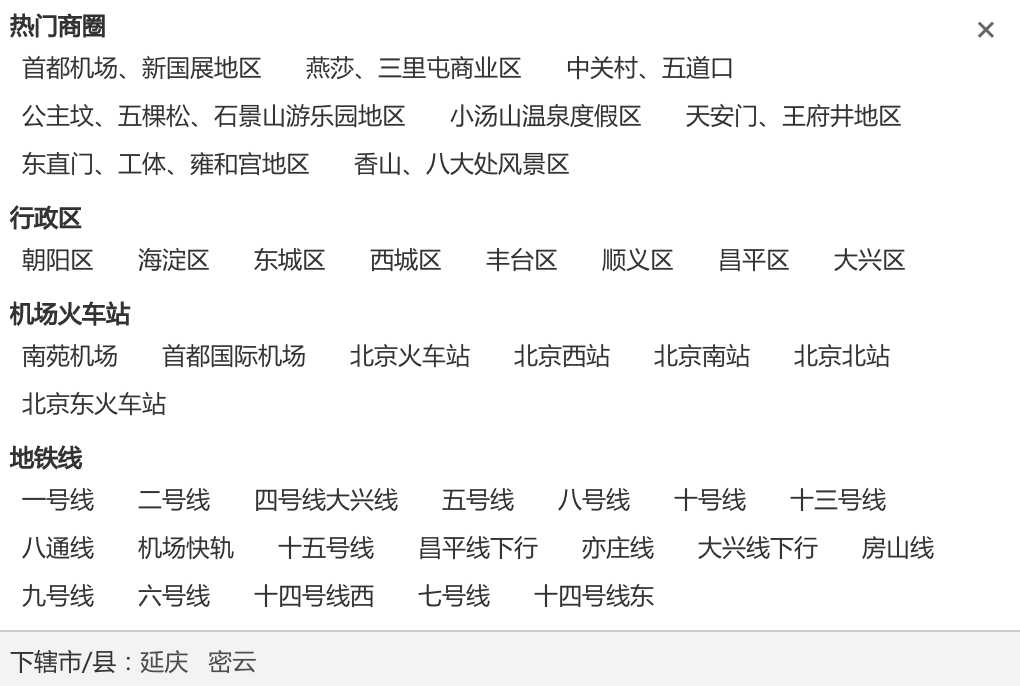 热门商圈 ×
首都机场、新国展地区 燕莎、三里屯商业区 中关村、五道口
公主坟、五棵松、石景山游乐园地区 小汤山温泉度假区 天安门、王府井地区
东直门、工体、雍和宫地区 香山、八大处风景区
行政区
朝阳区 海淀区 东城区 西城区 丰台区 顺义区 昌平区 大兴区
机场火车站
南苑机场 首都国际机场 北京火车站 北京西站 北京南站 北京北站
北京东火车站
地铁线
一号线 二号线 四号线大兴线 五号线 八号线 十号线 十三号线
八通线 机场快轨 十五号线 昌平线下行 亦庄线 大兴线下行 房山线
九号线 六号线 十四号线西 七号线 十四号线东
下辖市/县：延庆 密云